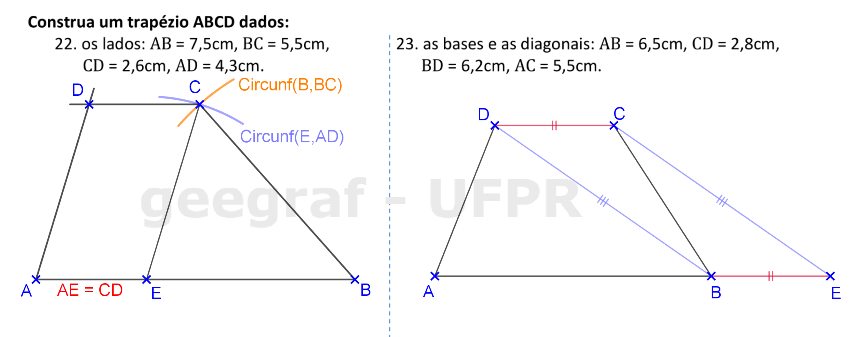 Construa um trapézio ABCD dados:
22. os lados: AB = 7,5cm, BC = 5,5cm,
CD = 2,6cm, AD = 4,3cm.
D
C
Circunf(B,BC)
Circunf(E,AD)
A
AE = CD
E
B
23. as bases e as diagonais: AB = 6,5cm, CD = 2,8cm,
BD = 6,2cm, AC = 5,5cm.
D
C
A
B
E
geegraf - UFPR